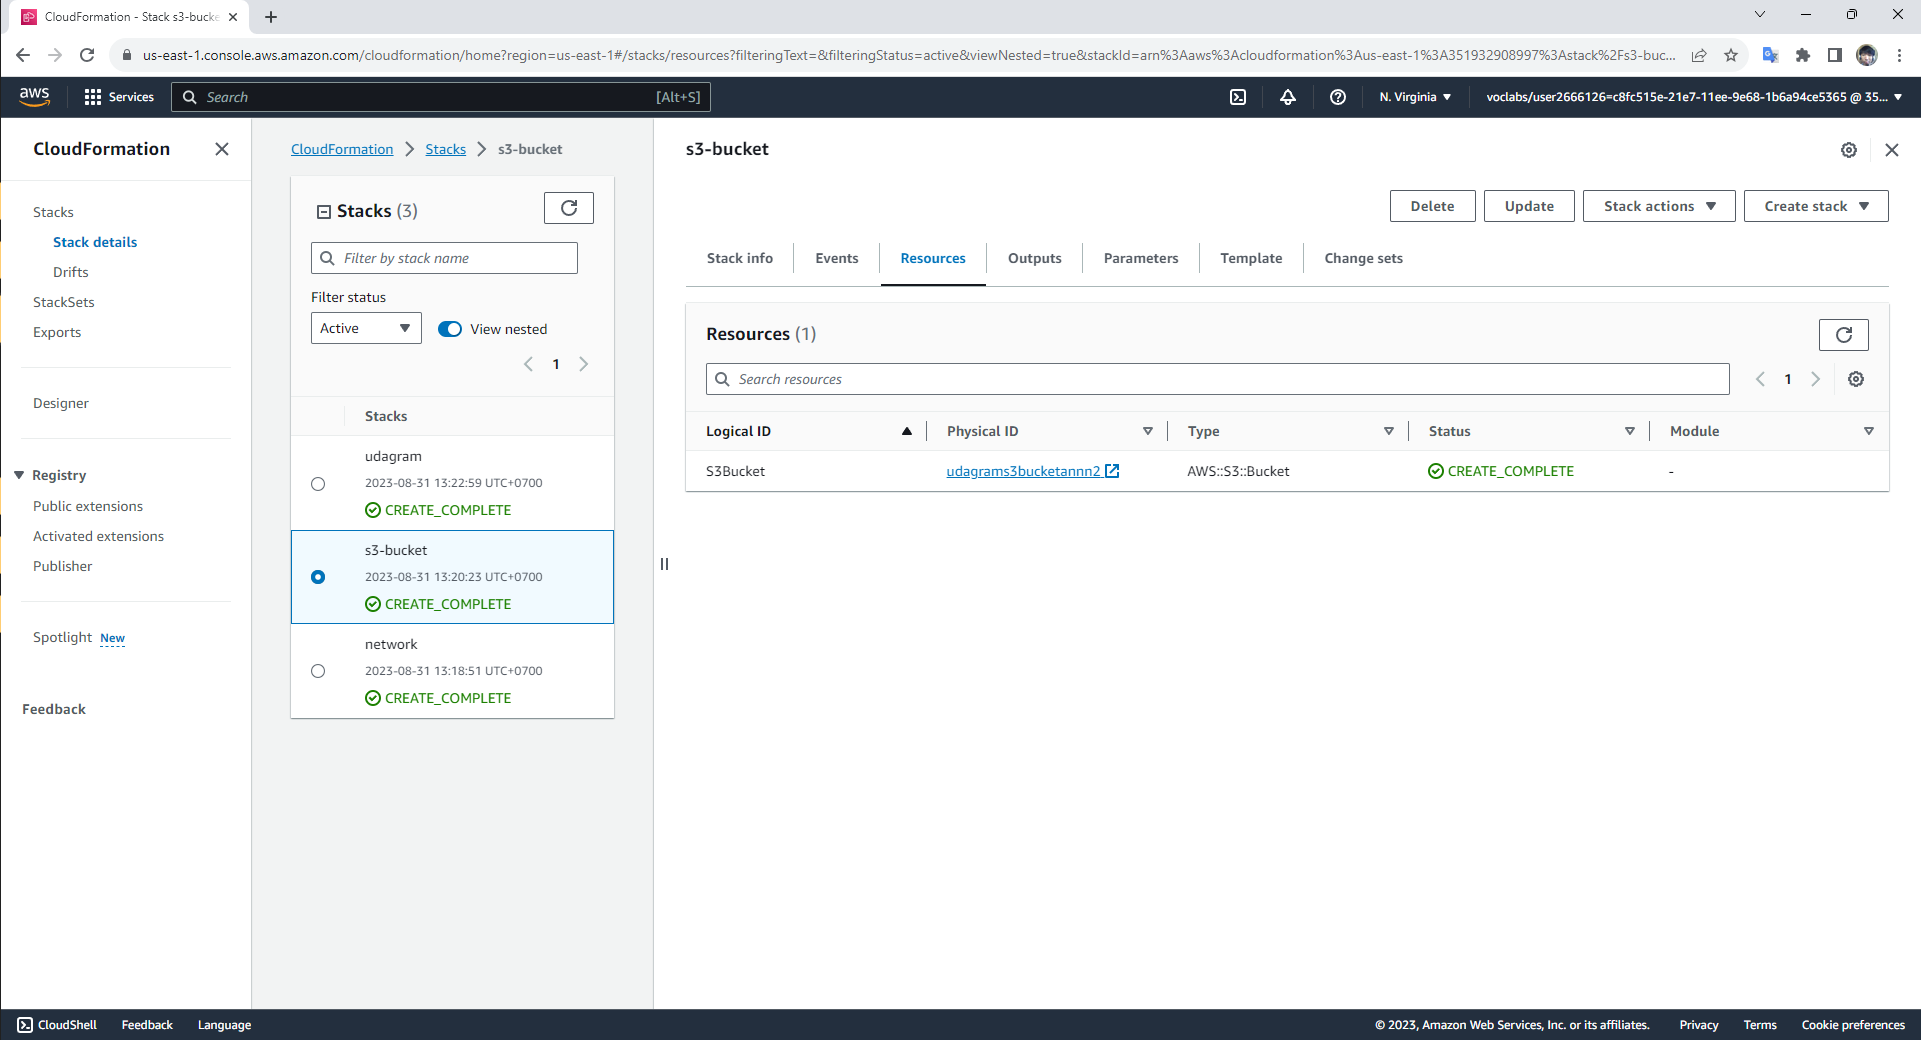 CloudFormation - Stack s3-bucke
us-east-1.console.aws.amazon.com/cloudformation/home?region=us-east-1#/stacks/resources?filteringText=&filteringStatus=active&viewNested=true&stackId=arn%3Aaws%3Acloudformation%3Aus-east-1%3A351932908997%3Astack%2Fs3-buc...
aws
Services
Search
[Alt+S]
N. Virginia
voclabs/user2666126=c8fc515e-21e7-11ee-9e68-1b6a94ce5365 @ 35...
CloudFormation
Stacks
Stack details
Drifts
StackSets
Exports
Designer
Registry
Public extensions
Activated extensions
Publisher
Spotlight New
Feedback
CloudFormation
Stacks
s3-bucket
Stacks (3)
Filter by stack name
Filter status
Active
View nested
1
Stacks
udagram
2023-08-31 13:22:59 UTC+0700
CREATE_COMPLETE
s3-bucket
2023-08-31 13:20:23 UTC+0700
CREATE_COMPLETE
network
2023-08-31 13:18:51 UTC+0700
CREATE_COMPLETE
s3-bucket
Delete
Update
Stack actions
Create stack
Stack info
Events
Resources
Outputs
Parameters
Template
Change sets
Resources (1)
Search resources
1
Logical ID
Physical ID
Type
Status
Module
S3Bucket
udagrams3bucketannn2
AWS::S3::Bucket
CREATE_COMPLETE
-
CloudShell
Feedback
Language
© 2023, Amazon Web Services, Inc. or its affiliates.
Privacy
Terms
Cookie preferences